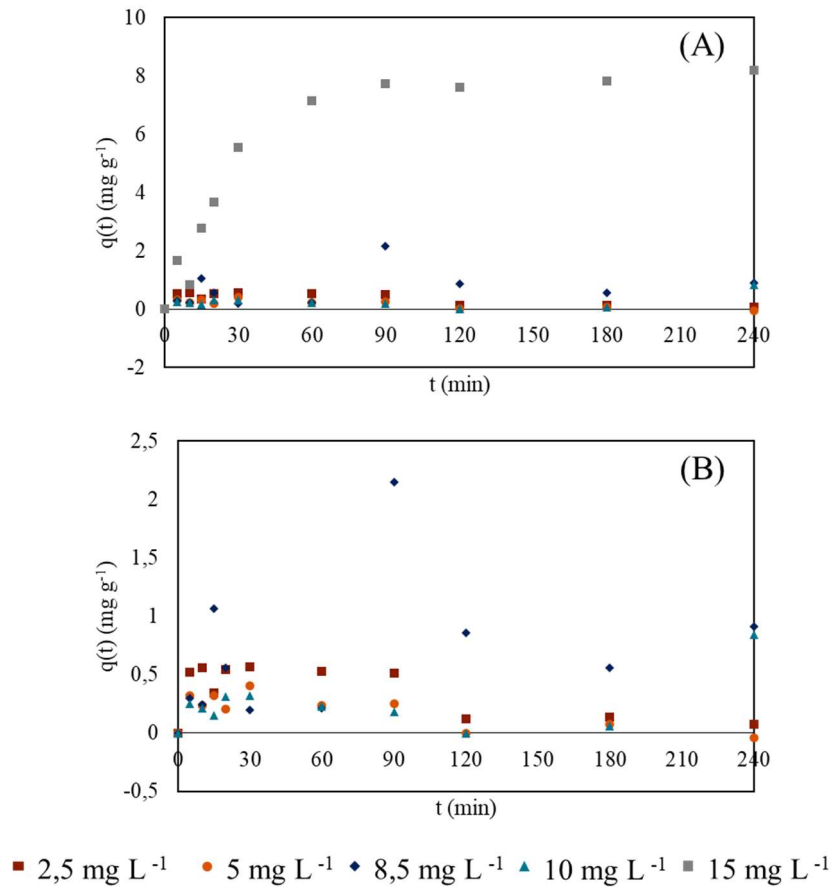 (A)
10
8
6
4
2
0
-2
q(t) (mg g-1)
0 30 60 90 120 150 180 210 240
t (min)
(B)
2,5
2
1,5
1
0,5
0
-0,5
q(t) (mg g-1)
0 30 60 90 120 150 180 210 240
t (min)
2,5 mg L -1 5 mg L -1 8,5 mg L -1 10 mg L -1 15 mg L -1